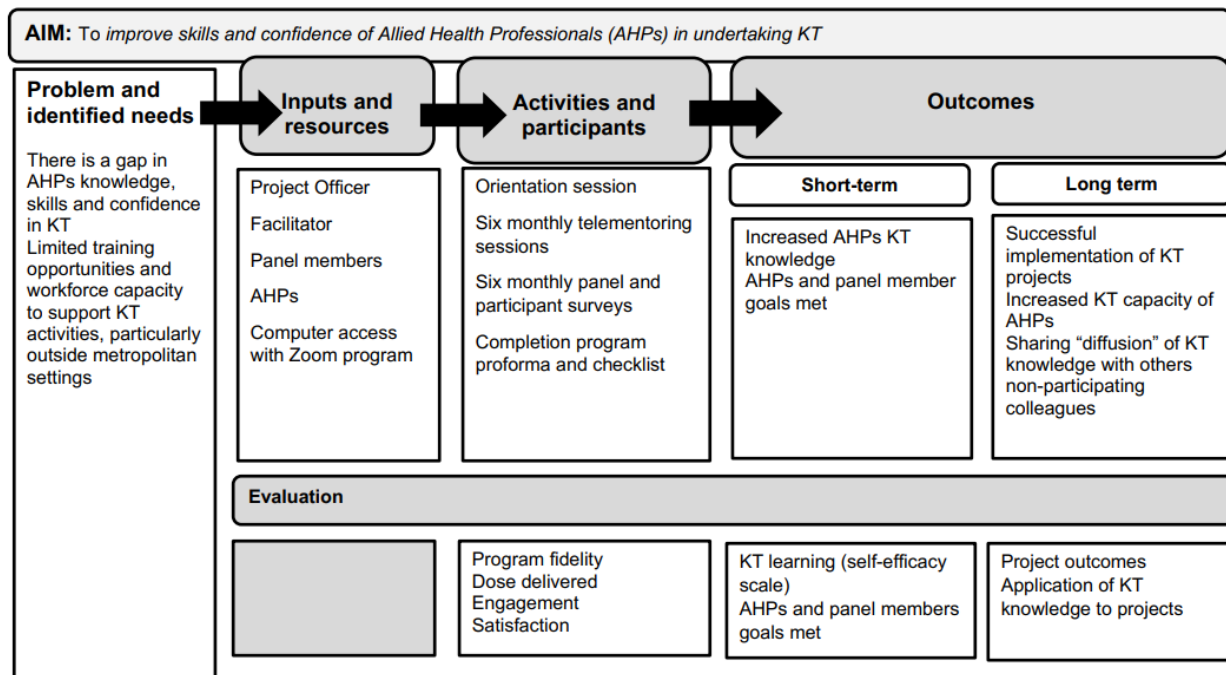 AIM: To improve skills and confidence of Allied Health Professionals (AHPs) in undertaking KT
Problem and
identified needs
There is a gap in
AHPs knowledge,
skills and confidence
in KT
Limited training
opportunities and
workforce capacity
to support KT
activities, particularly
outside metropolitan
settings
Inputs and
resources
Project Officer
Facilitator
Panel members
AHPs
Computer access
with Zoom program
Activities and
participants
Orientation session
Six monthly telementoring
sessions
Six monthly panel and
participant surveys
Completion program
proforma and checklist
Outcomes
Short-term
Increased AHPs KT
knowledge
AHPs and panel member
goals met
Long term
Successful
implementation of KT
projects
Increased KT capacity of
AHPs
Sharing “diffusion” of KT
knowledge with others
non-participating
colleagues
Evaluation
Program fidelity
Dose delivered
Engagement
Satisfaction
KT learning (self-efficacy
scale)
AHPs and panel members
goals met
Project outcomes
Application of KT
knowledge to projects